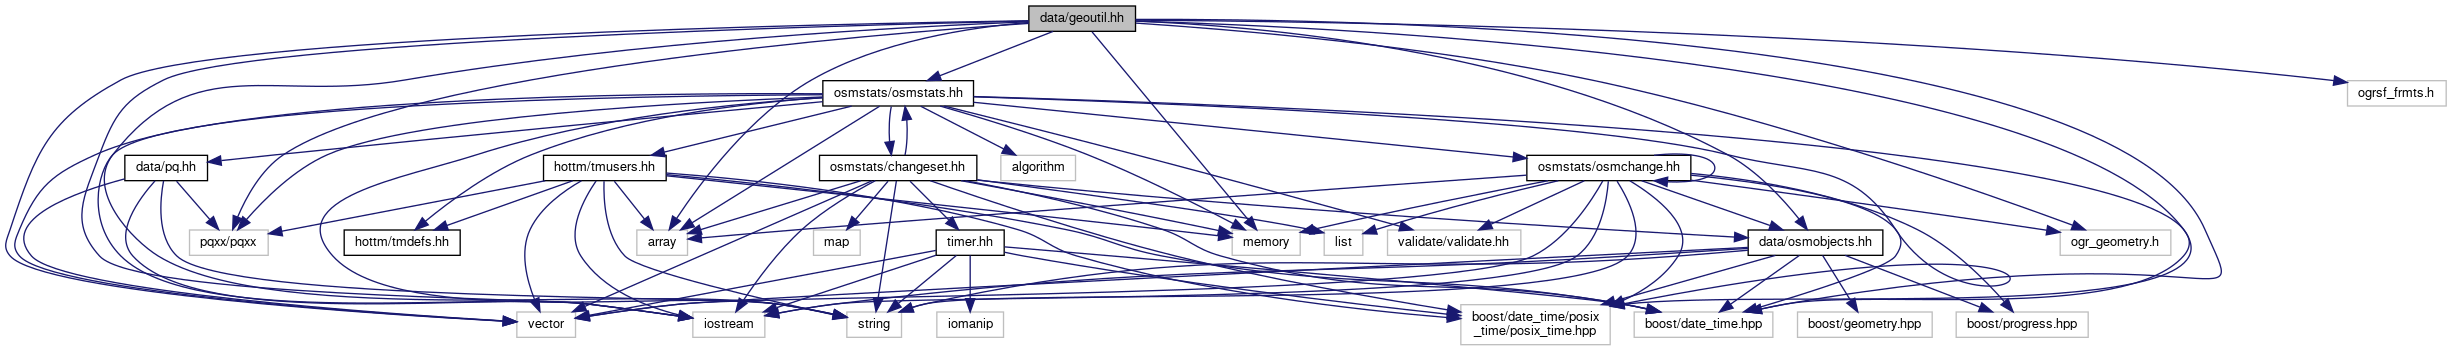 data/geoutil.hh
osmstats/osmstats.hh
ogrsf_frmts.h
data/pq.hh
hottm/tmusers.hh
osmstats/changeset.hh
algorithm
osmstats/osmchange.hh
pqxx/pqxx
hottm/tmdefs.hh
array
map
timer.hh
memory
list
validate/validate.hh
data/osmobjects.hh
ogr_geometry.h
vector
iostream
string
iomanip
boost/date_time/posix
_time/posix_time.hpp
boost/date_time.hpp
boost/geometry.hpp
boost/progress.hpp